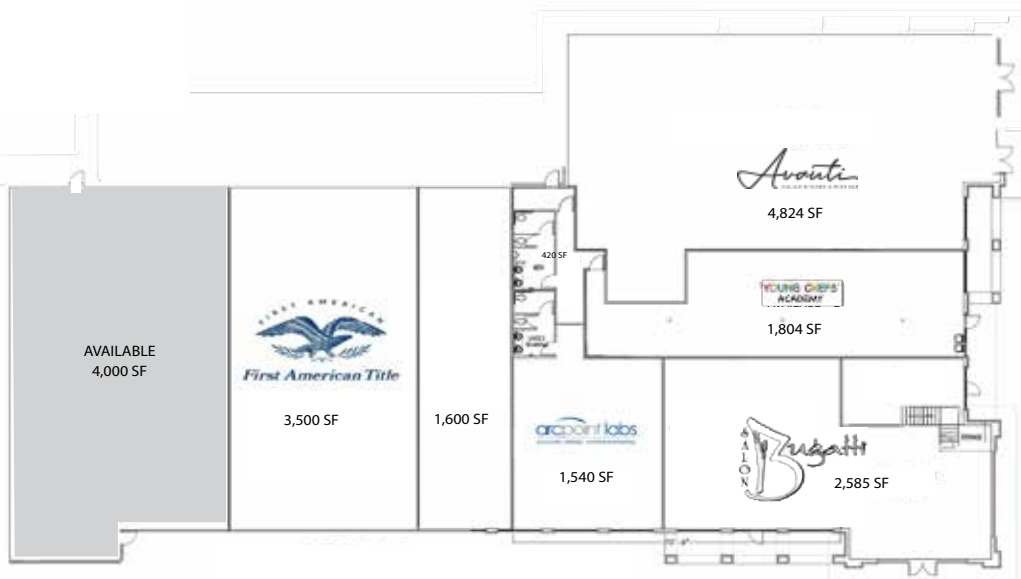 AVAILABLE
4,000 SF
FIRST AMERICAN
First American Title
3,500 SF
1,600 SF
420 SF
arcpoint labs
1,540 SF
Avanti
4,824 SF
YOUNG CHEFS
ACADEMY
1,804 SF
SALON
Bugatti
2,585 SF